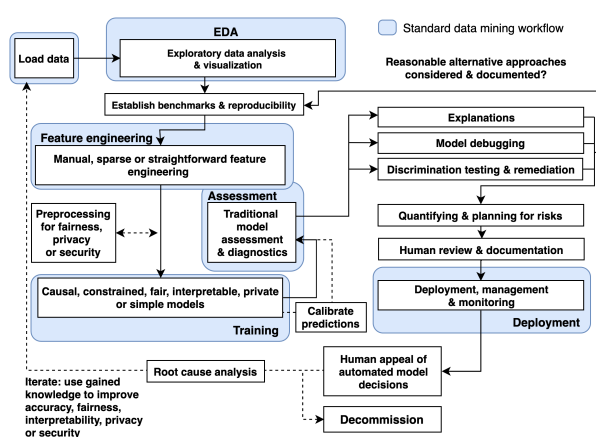 EDA
Standard data mining workflow
Load data
Exploratory data analysis
& visualization
Reasonable alternative approaches
considered & documented?
Establish benchmarks & reproducibility
Explanations
Feature engineering
Model debugging
Manual, sparse or straightforward feature
engineering
Discrimination testing & remediation
Assessment
Preprocessing
for fairness,
privacy
or security
Traditional
model
assessment
& diagnostics
Quantifying & planning for risks
Human review & documentation
Causal, constrained, fair, interpretable, private
or simple models
Training
Calibrate
predictions
Deployment, management
& monitoring
Deployment
Root cause analysis
Human appeal of
automated model
decisions
Iterate: use gained
knowledge to improve
accuracy, fairness,
interpretability, privacy
or security
Decommission